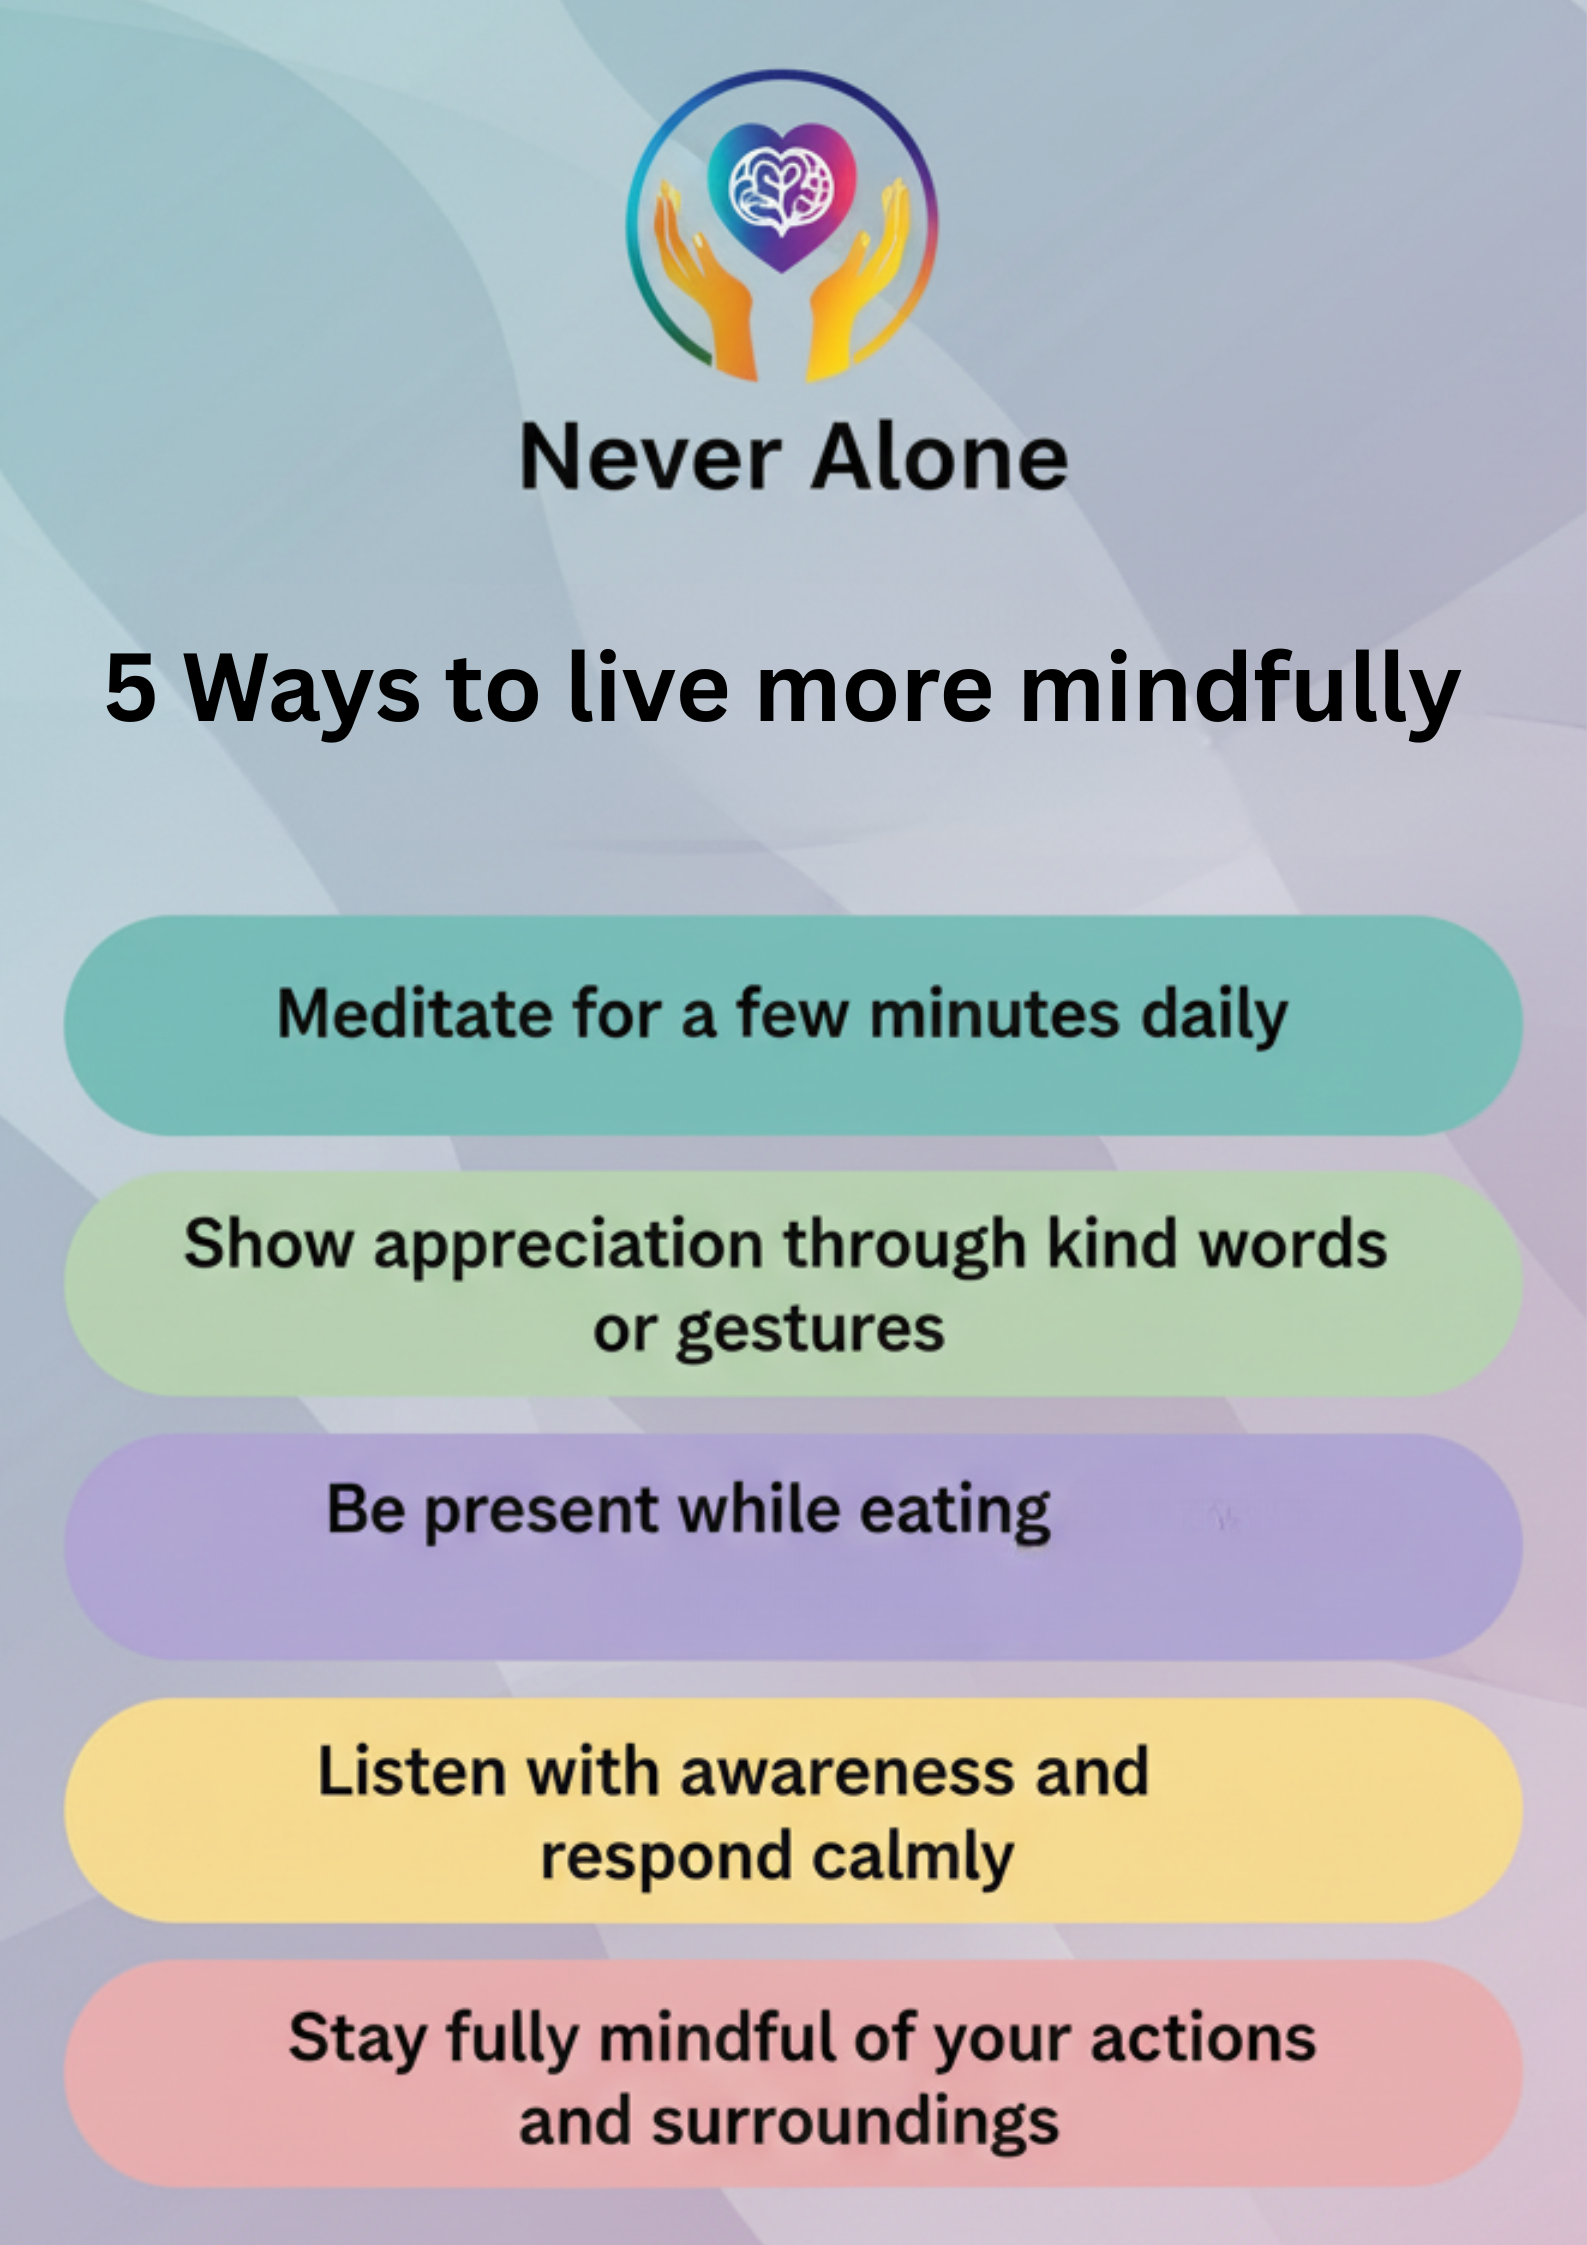 Never Alone
5 Ways to live more mindfully
Meditate for a few minutes daily
Show appreciation through kind words
or gestures
Be present while eating
Listen with awareness and
respond calmly
Stay fully mindful of your actions
and surroundings